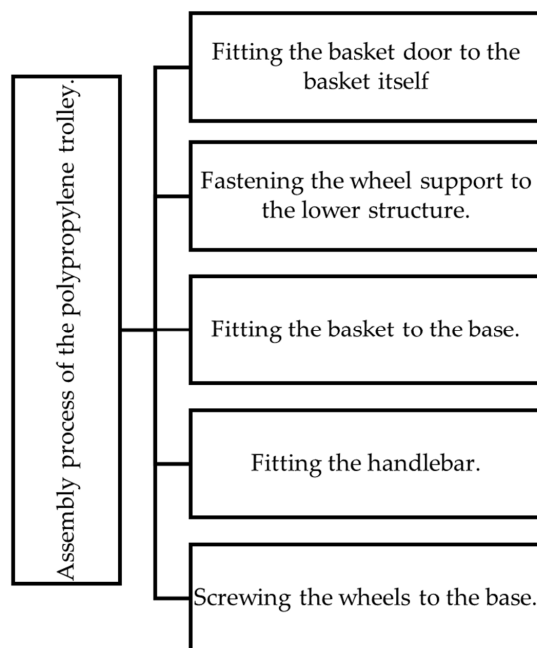 Assembly process of the polypropylene trolley.
Fitting the basket door to the
basket itself
Fastening the wheel support to
the lower structure.
Fitting the basket to the base.
Fitting the handlebar.
Screwing the wheels to the base.